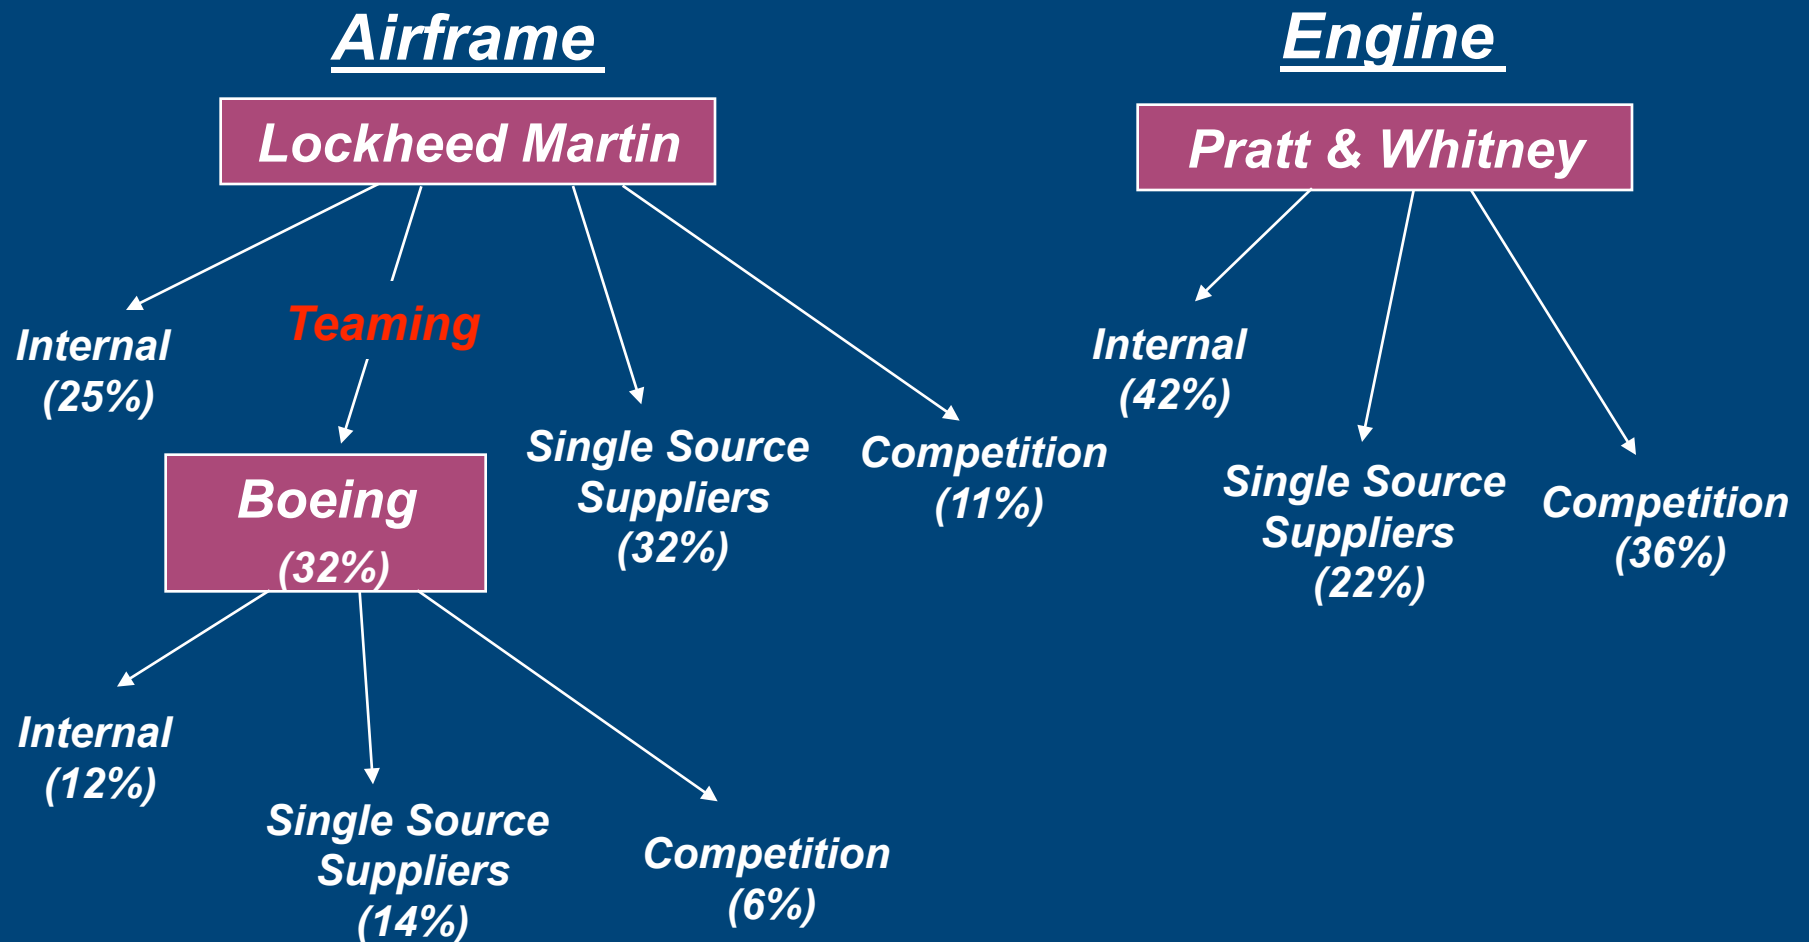 Airframe
Lockheed Martin
Internal
(25%)
Teaming
Boeing
(32%)
Single Source
Suppliers
(32%)
Competition
(11%)
Internal
(12%)
Single Source
Suppliers
(14%)
Competition
(6%)
Engine
Pratt & Whitney
Internal
(42%)
Single Source
Suppliers
(22%)
Competition
(36%)